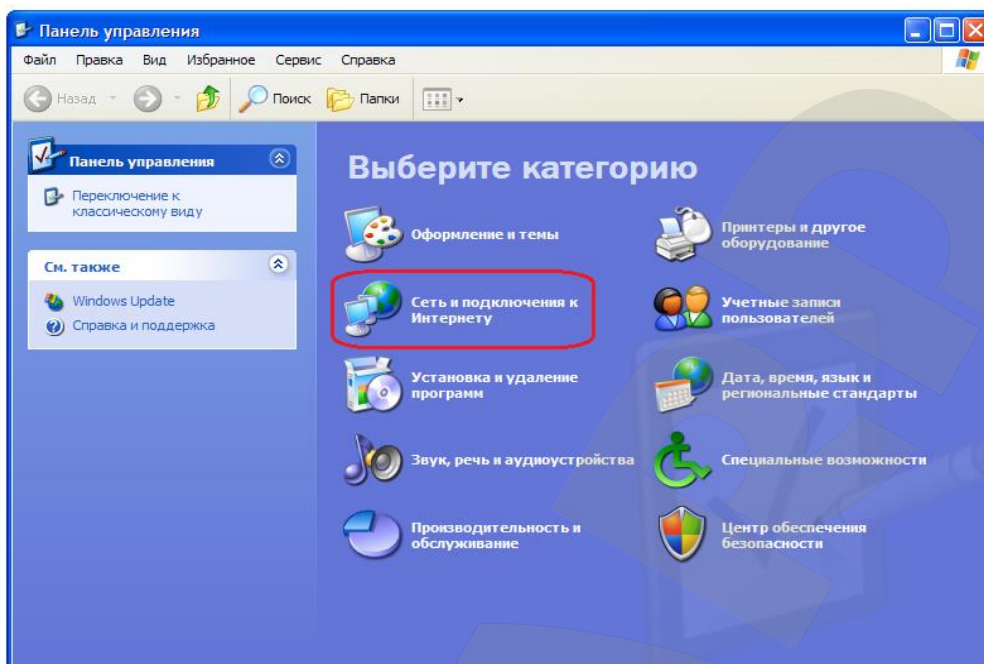 Панель управления
Файл Правка Вид Избранное Сервис Справка
Назад Поиск Папки
Панель управления
Переключение к
классическому виду
См. также
Windows Update
Справка и поддержка
Выберите категорию
Оформление и темы
Принтеры и другое
оборудование
Сеть и подключения к
Интернету
Учетные записи
пользователей
Установка и удаление
программ
Дата, время, язык и
региональные стандарты
Звук, речь и аудиоустройства
Специальные возможности
Производительность и
обслуживание
Центр обеспечения
безопасности